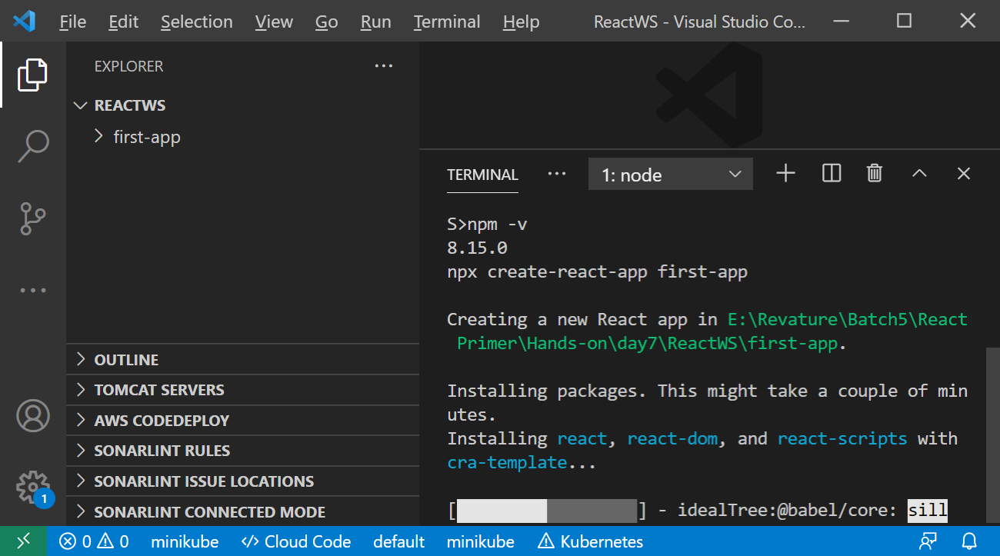 File Edit Selection View Go Run Terminal Help ReactWS - Visual Studio Co...
EXPLORER
REACTWS
first-app
OUTLINE
TOMCAT SERVERS
AWS CODEDEPLOY
SONARLINT RULES
SONARLINT ISSUE LOCATIONS
SONARLINT CONNECTED MODE
1
TERMINAL ... 1: node
S>npm -v
8.15.0
npx create-react-app first-app
Creating a new React app in E:\Revature\Batch5\React
Primer\Hands-on\day7\ReactWS\first-app.
Installing packages. This might take a couple of min
utes.
Installing react, react-dom, and react-scripts with
cra-template...
[ ] - idealTree:@babel/core: sill
0 0 minikube </> Cloud Code default minikube Kubernetes